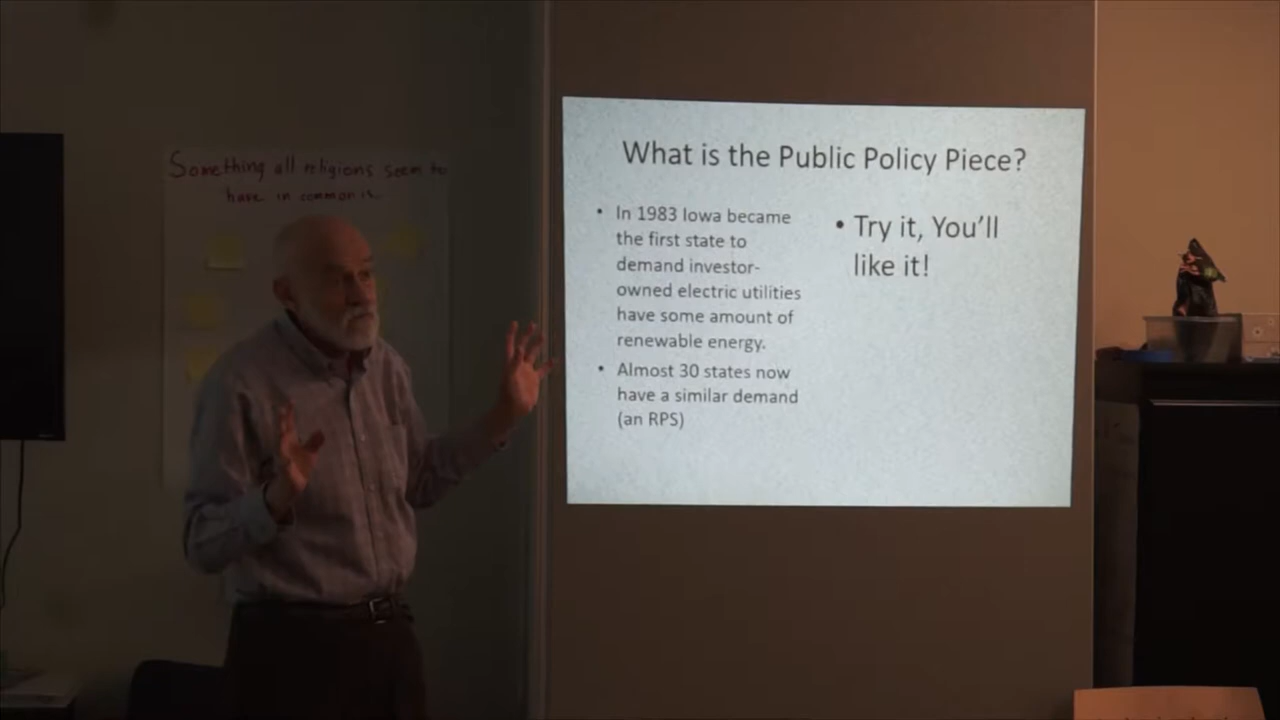 Something all religions seem to
have in common is...
What is the Public Policy Piece?
• In 1983 Iowa became
the first state to
demand investor-
owned electric utilities
have some amount of
renewable energy.
• Almost 30 states now
have a similar demand
(an RPS)
• Try it, You'll
like it!